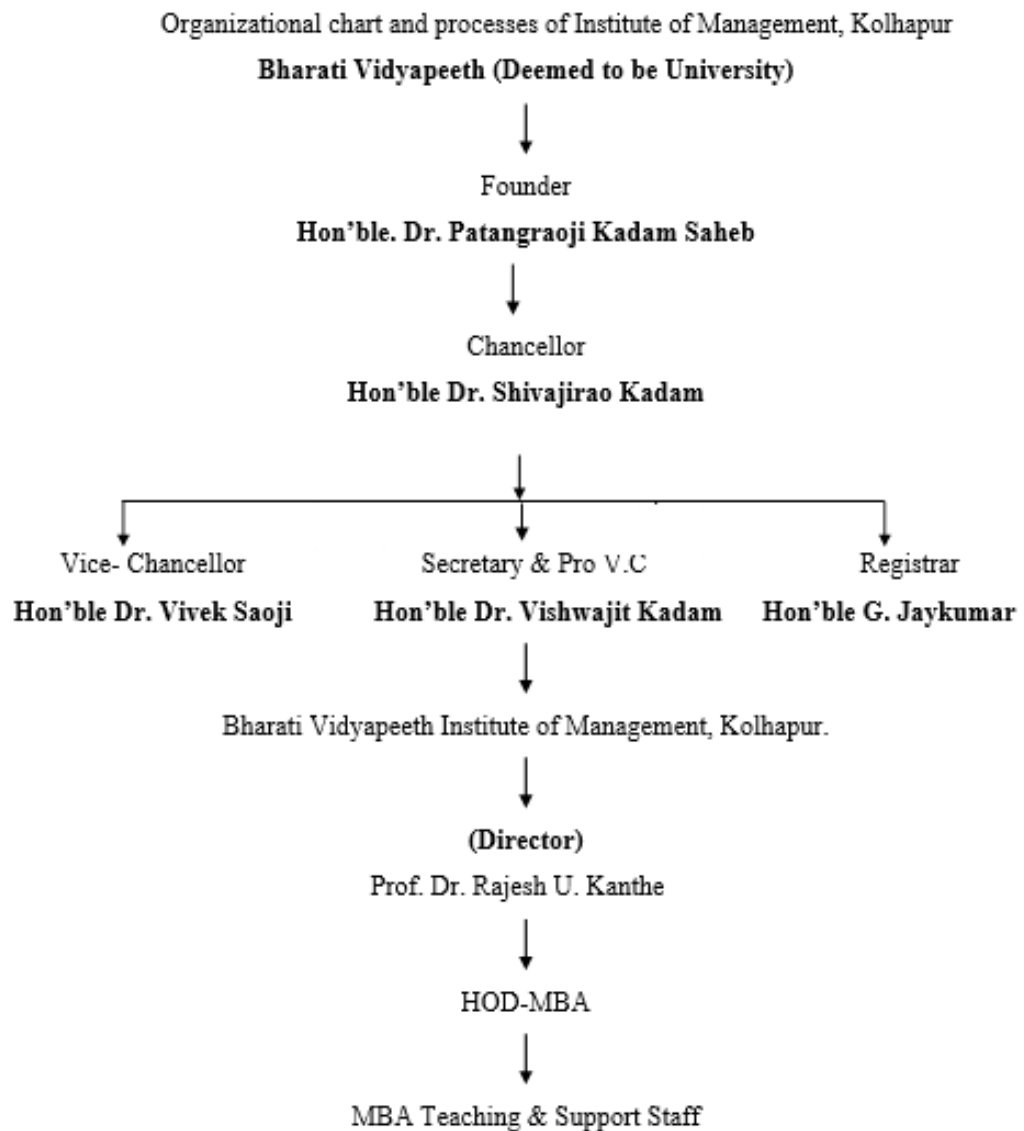 Organizational chart and processes of Institute of Management, Kolhapur
Bharati Vidyapeeth (Deemed to be University)
Founder
Hon’ble. Dr. Patangraoji Kadam Saheb
Chancellor
Hon’ble Dr. Shivajirao Kadam
Vice- Chancellor Secretary & Pro V.C Registrar
Hon’ble Dr. Vivek Saoji Hon’ble Dr. Vishwajit Kadam Hon’ble G. Jaykumar
Bharati Vidyapeeth Institute of Management, Kolhapur.
(Director)
Prof. Dr. Rajesh U. Kanthe
HOD-MBA
MBA Teaching & Support Staff